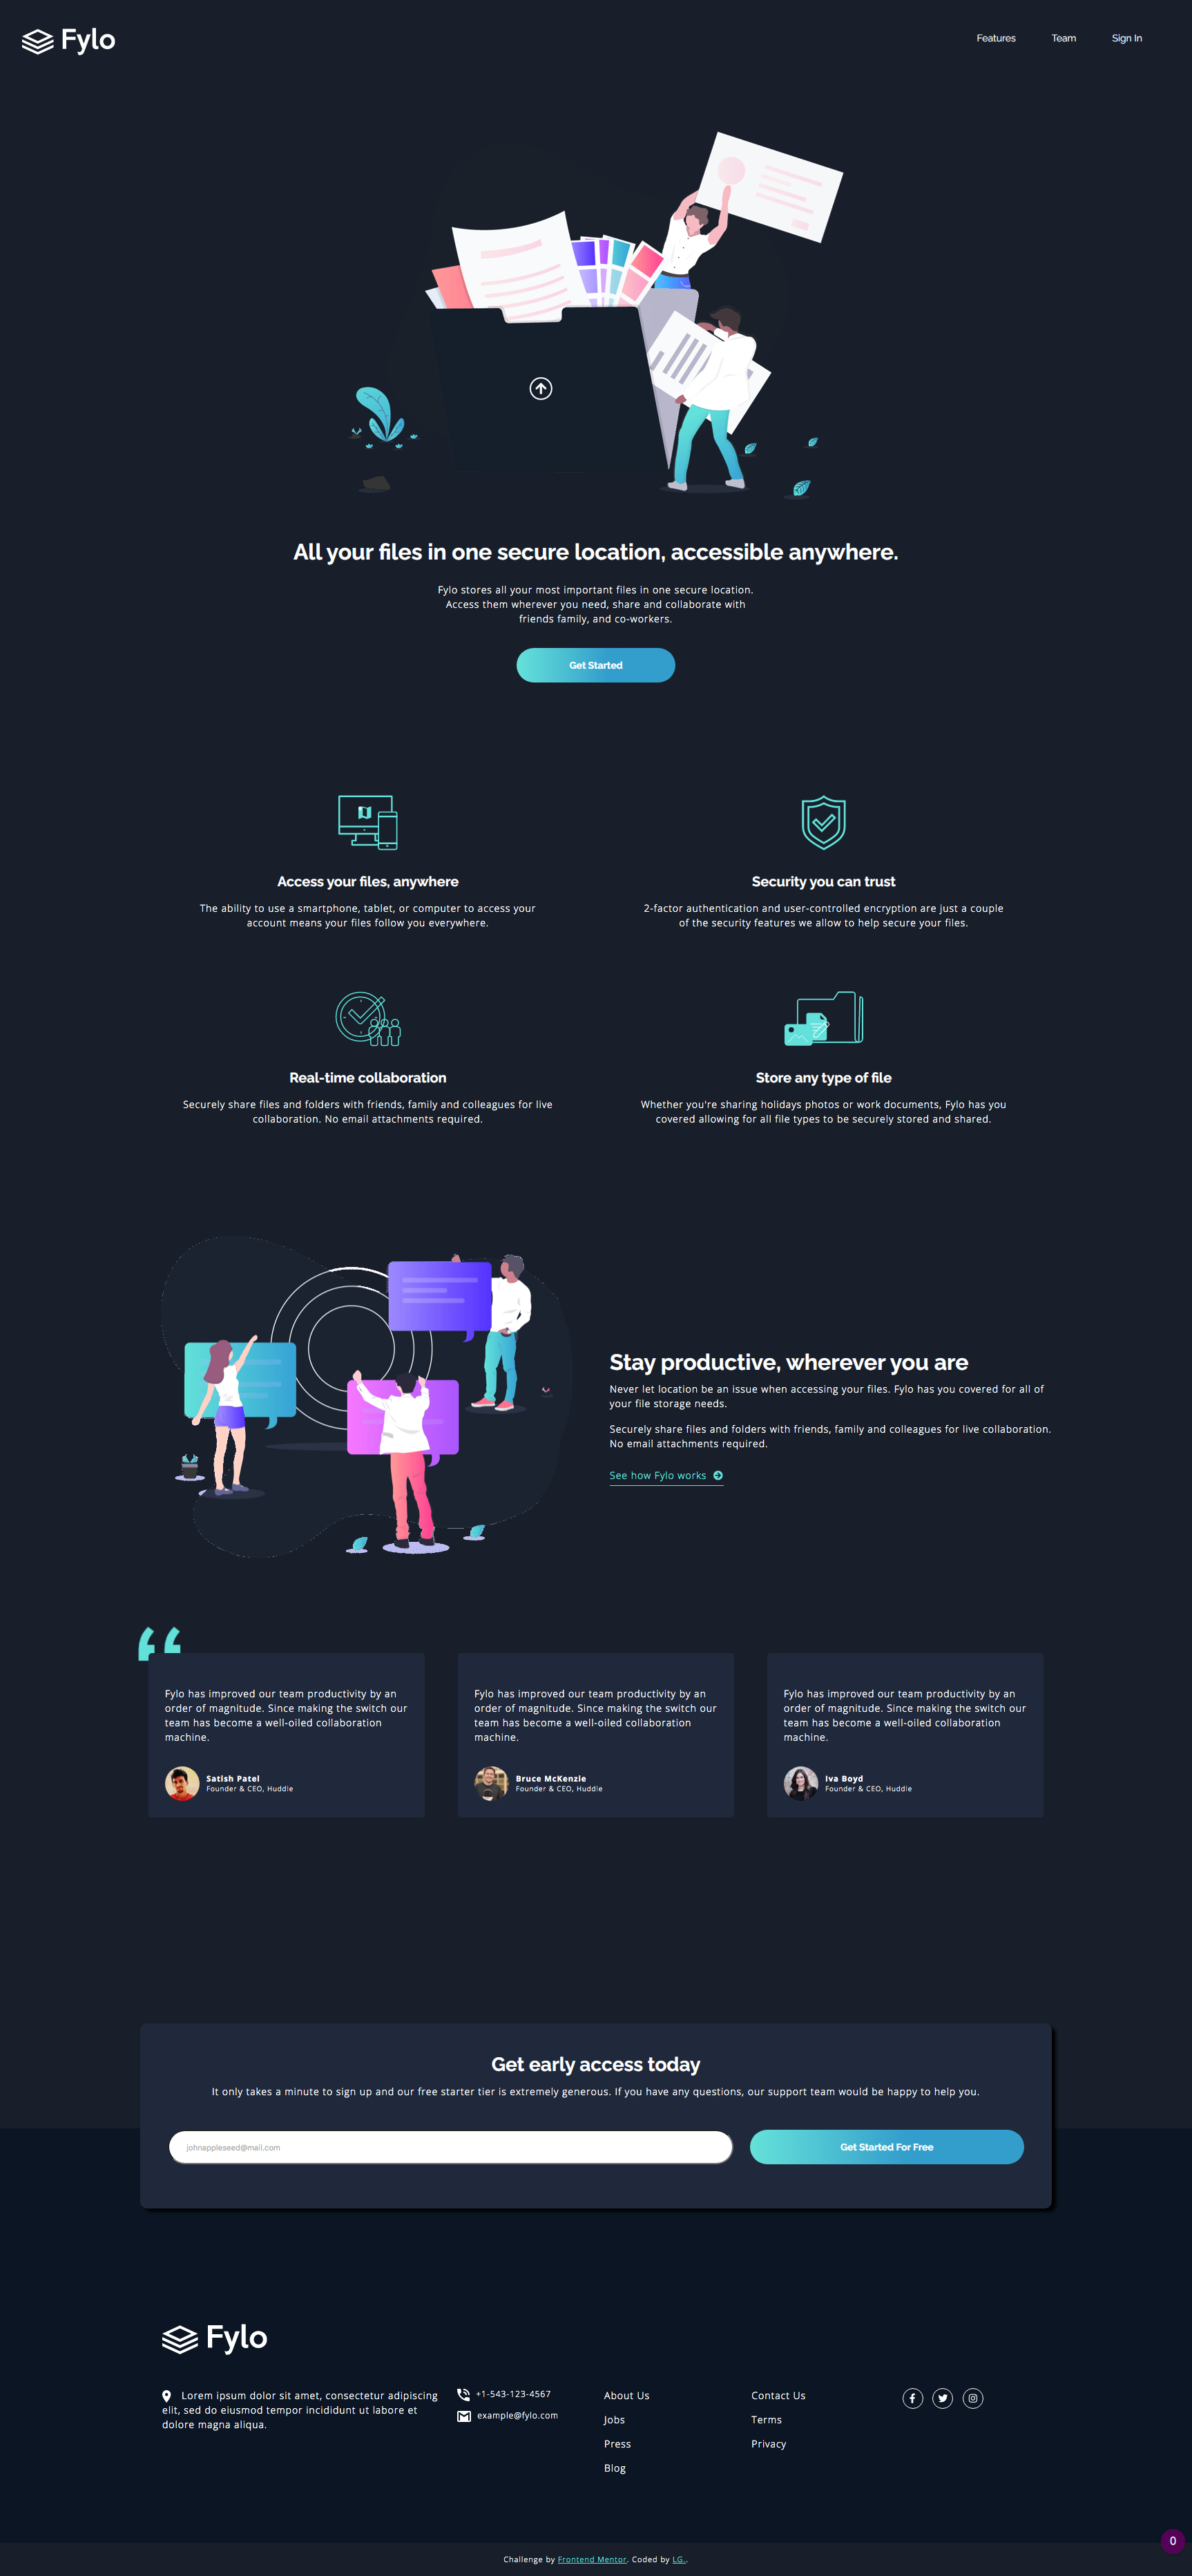 Fylo
Features Team Sign In
All your files in one secure location, accessible anywhere.
Fylo stores all your most important files in one secure location.
Access them wherever you need, share and collaborate with
friends family, and co-workers.
Get Started
Access your files, anywhere
The ability to use a smartphone, tablet, or computer to access your
account means your files follow you everywhere.
Security you can trust
2-factor authentication and user-controlled encryption are just a couple
of the security features we allow to help secure your files.
Real-time collaboration
Securely share files and folders with friends, family and colleagues for live
collaboration. No email attachments required.
Store any type of file
Whether you're sharing holidays photos or work documents, Fylo has you
covered allowing for all file types to be securely stored and shared.
Stay productive, wherever you are
Never let location be an issue when accessing your files. Fylo has you covered for all of
your file storage needs.
Securely share files and folders with friends, family and colleagues for live collaboration.
No email attachments required.
See how Fylo works
Fylo has improved our team productivity by an
order of magnitude. Since making the switch our
team has become a well-oiled collaboration
machine.
Satish Patel
Founder & CEO, Huddle
Fylo has improved our team productivity by an
order of magnitude. Since making the switch our
team has become a well-oiled collaboration
machine.
Bruce McKenzie
Founder & CEO, Huddle
Fylo has improved our team productivity by an
order of magnitude. Since making the switch our
team has become a well-oiled collaboration
machine.
Iva Boyd
Founder & CEO, Huddle
Get early access today
It only takes a minute to sign up and our free starter tier is extremely generous. If you have any questions, our support team would be happy to help you.
johnappleseed@mail.com
Get Started For Free
Fylo
Lorem ipsum dolor sit amet, consectetur adipiscing
elit, sed do eiusmod tempor incididunt ut labore et
dolore magna aliqua.
+1-543-123-4567
example@fylo.com
About Us
Jobs
Press
Blog
Contact Us
Terms
Privacy
0
Challenge by Frontend Mentor. Coded by LG..